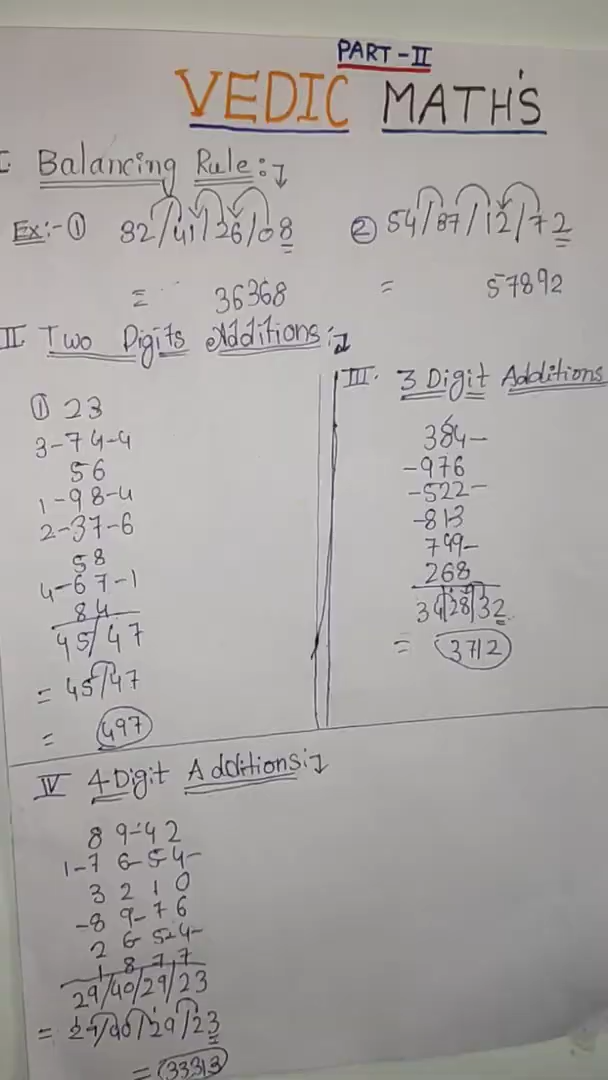 PART-II
VEDIC MATH'S
I. Balancing Rule:-
Ex:-① 32/41/26/08
= 36368
② 54/37/12/72
= 57892
II Two Digits Additions:-
① 23
3-74-4
56
1-98-4
2-37-6
58
4-67-1
84
45/47
= 45/47
= 497
III. 3 Digit Additions
384-
-976
-522-
-813
749-
268
34/28/32
= 3712
IV 4-Digit Additions:-
8 9-4 2
1-7 6-5-4-
3 2 1 0
-8 9-7 6
2 6 5-4-
1 8 7 7
29/40/29/23
= 29/40/29/23
= 33313